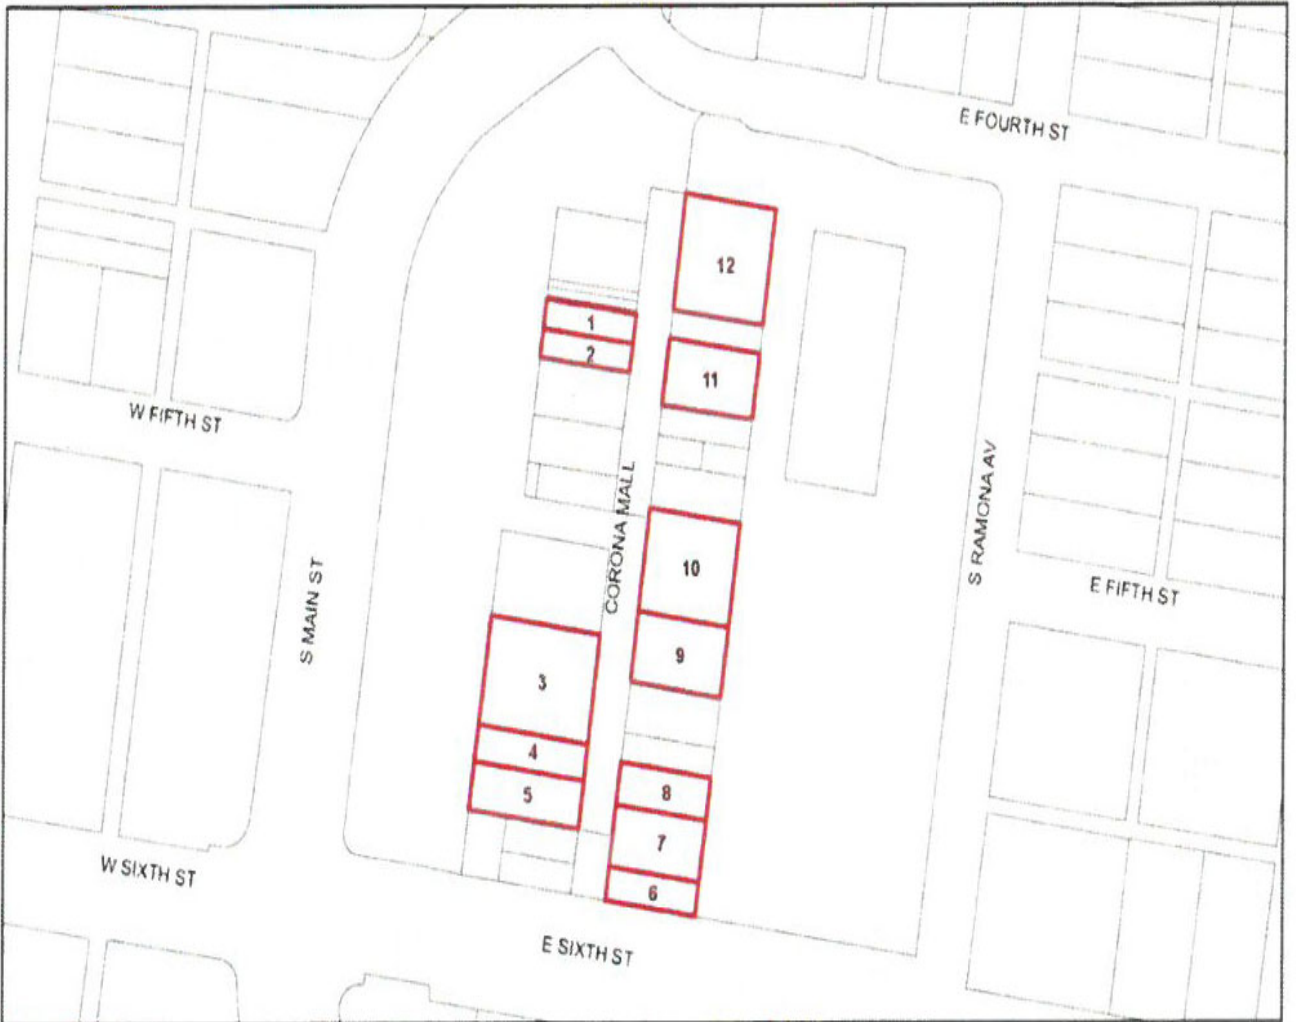 E FOURTH ST
12
1
2
11
W FIFTH ST
CORONA MALL
S RAMONA AV
10
E FIFTH ST
S MAIN ST
9
3
4
8
5
7
W SIXTH ST
6
E SIXTH ST